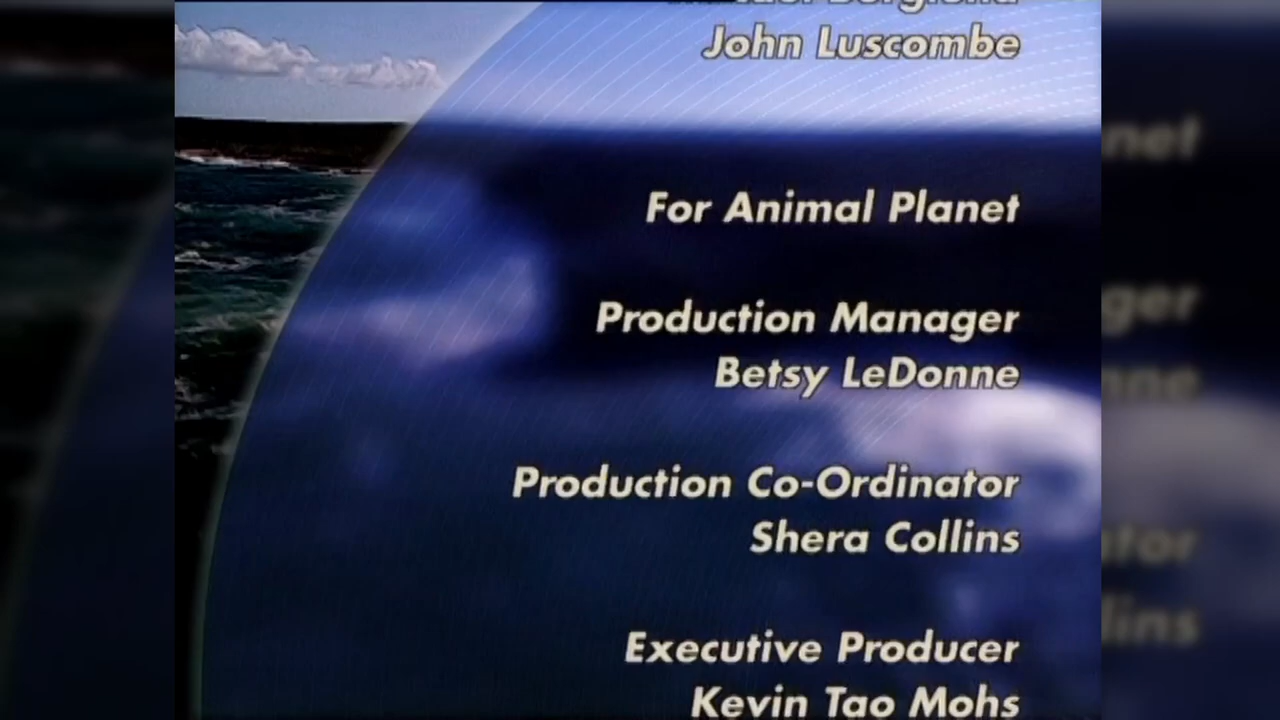 John Luscombe
For Animal Planet
Production Manager
Betsy LeDonne
Production Co-Ordinator
Shera Collins
Executive Producer
Kevin Tao Mohs